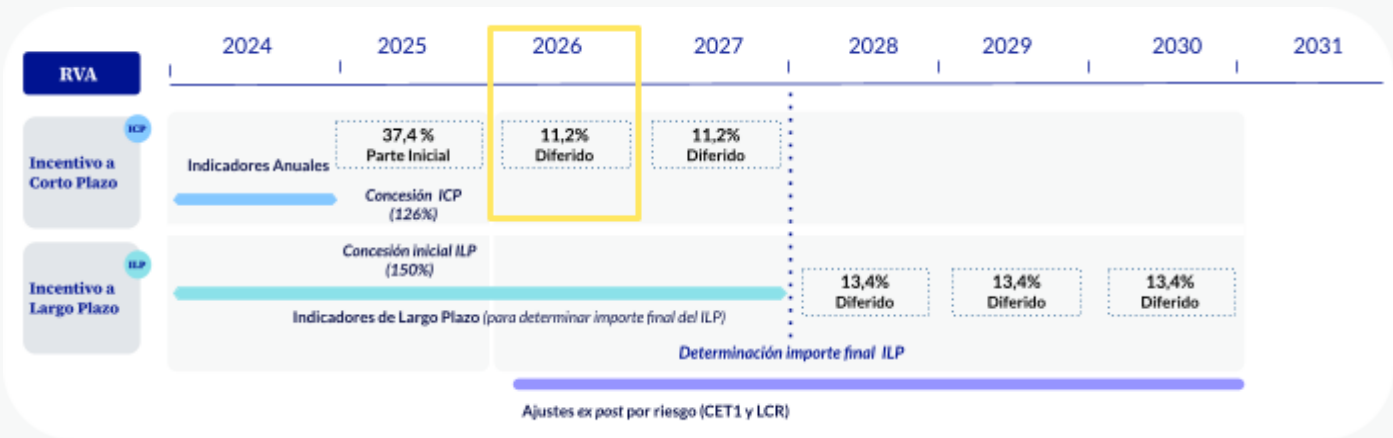 2024 2025 2026 2027 2028 2029 2030 2031
RVA
ICP
Incentivo a
Corto Plazo
Indicadores Anuales
37,4 %
Parte Inicial
11,2%
Diferido
11,2%
Diferido
Concesión ICP
(126%)
ILP
Incentivo a
Largo Plazo
Concesión inicial ILP
(150%)
13,4%
Diferido
13,4%
Diferido
13,4%
Diferido
Indicadores de Largo Plazo (para determinar importe final del ILP)
Determinación importe final ILP
Ajustes ex post por riesgo (CET1 y LCR)